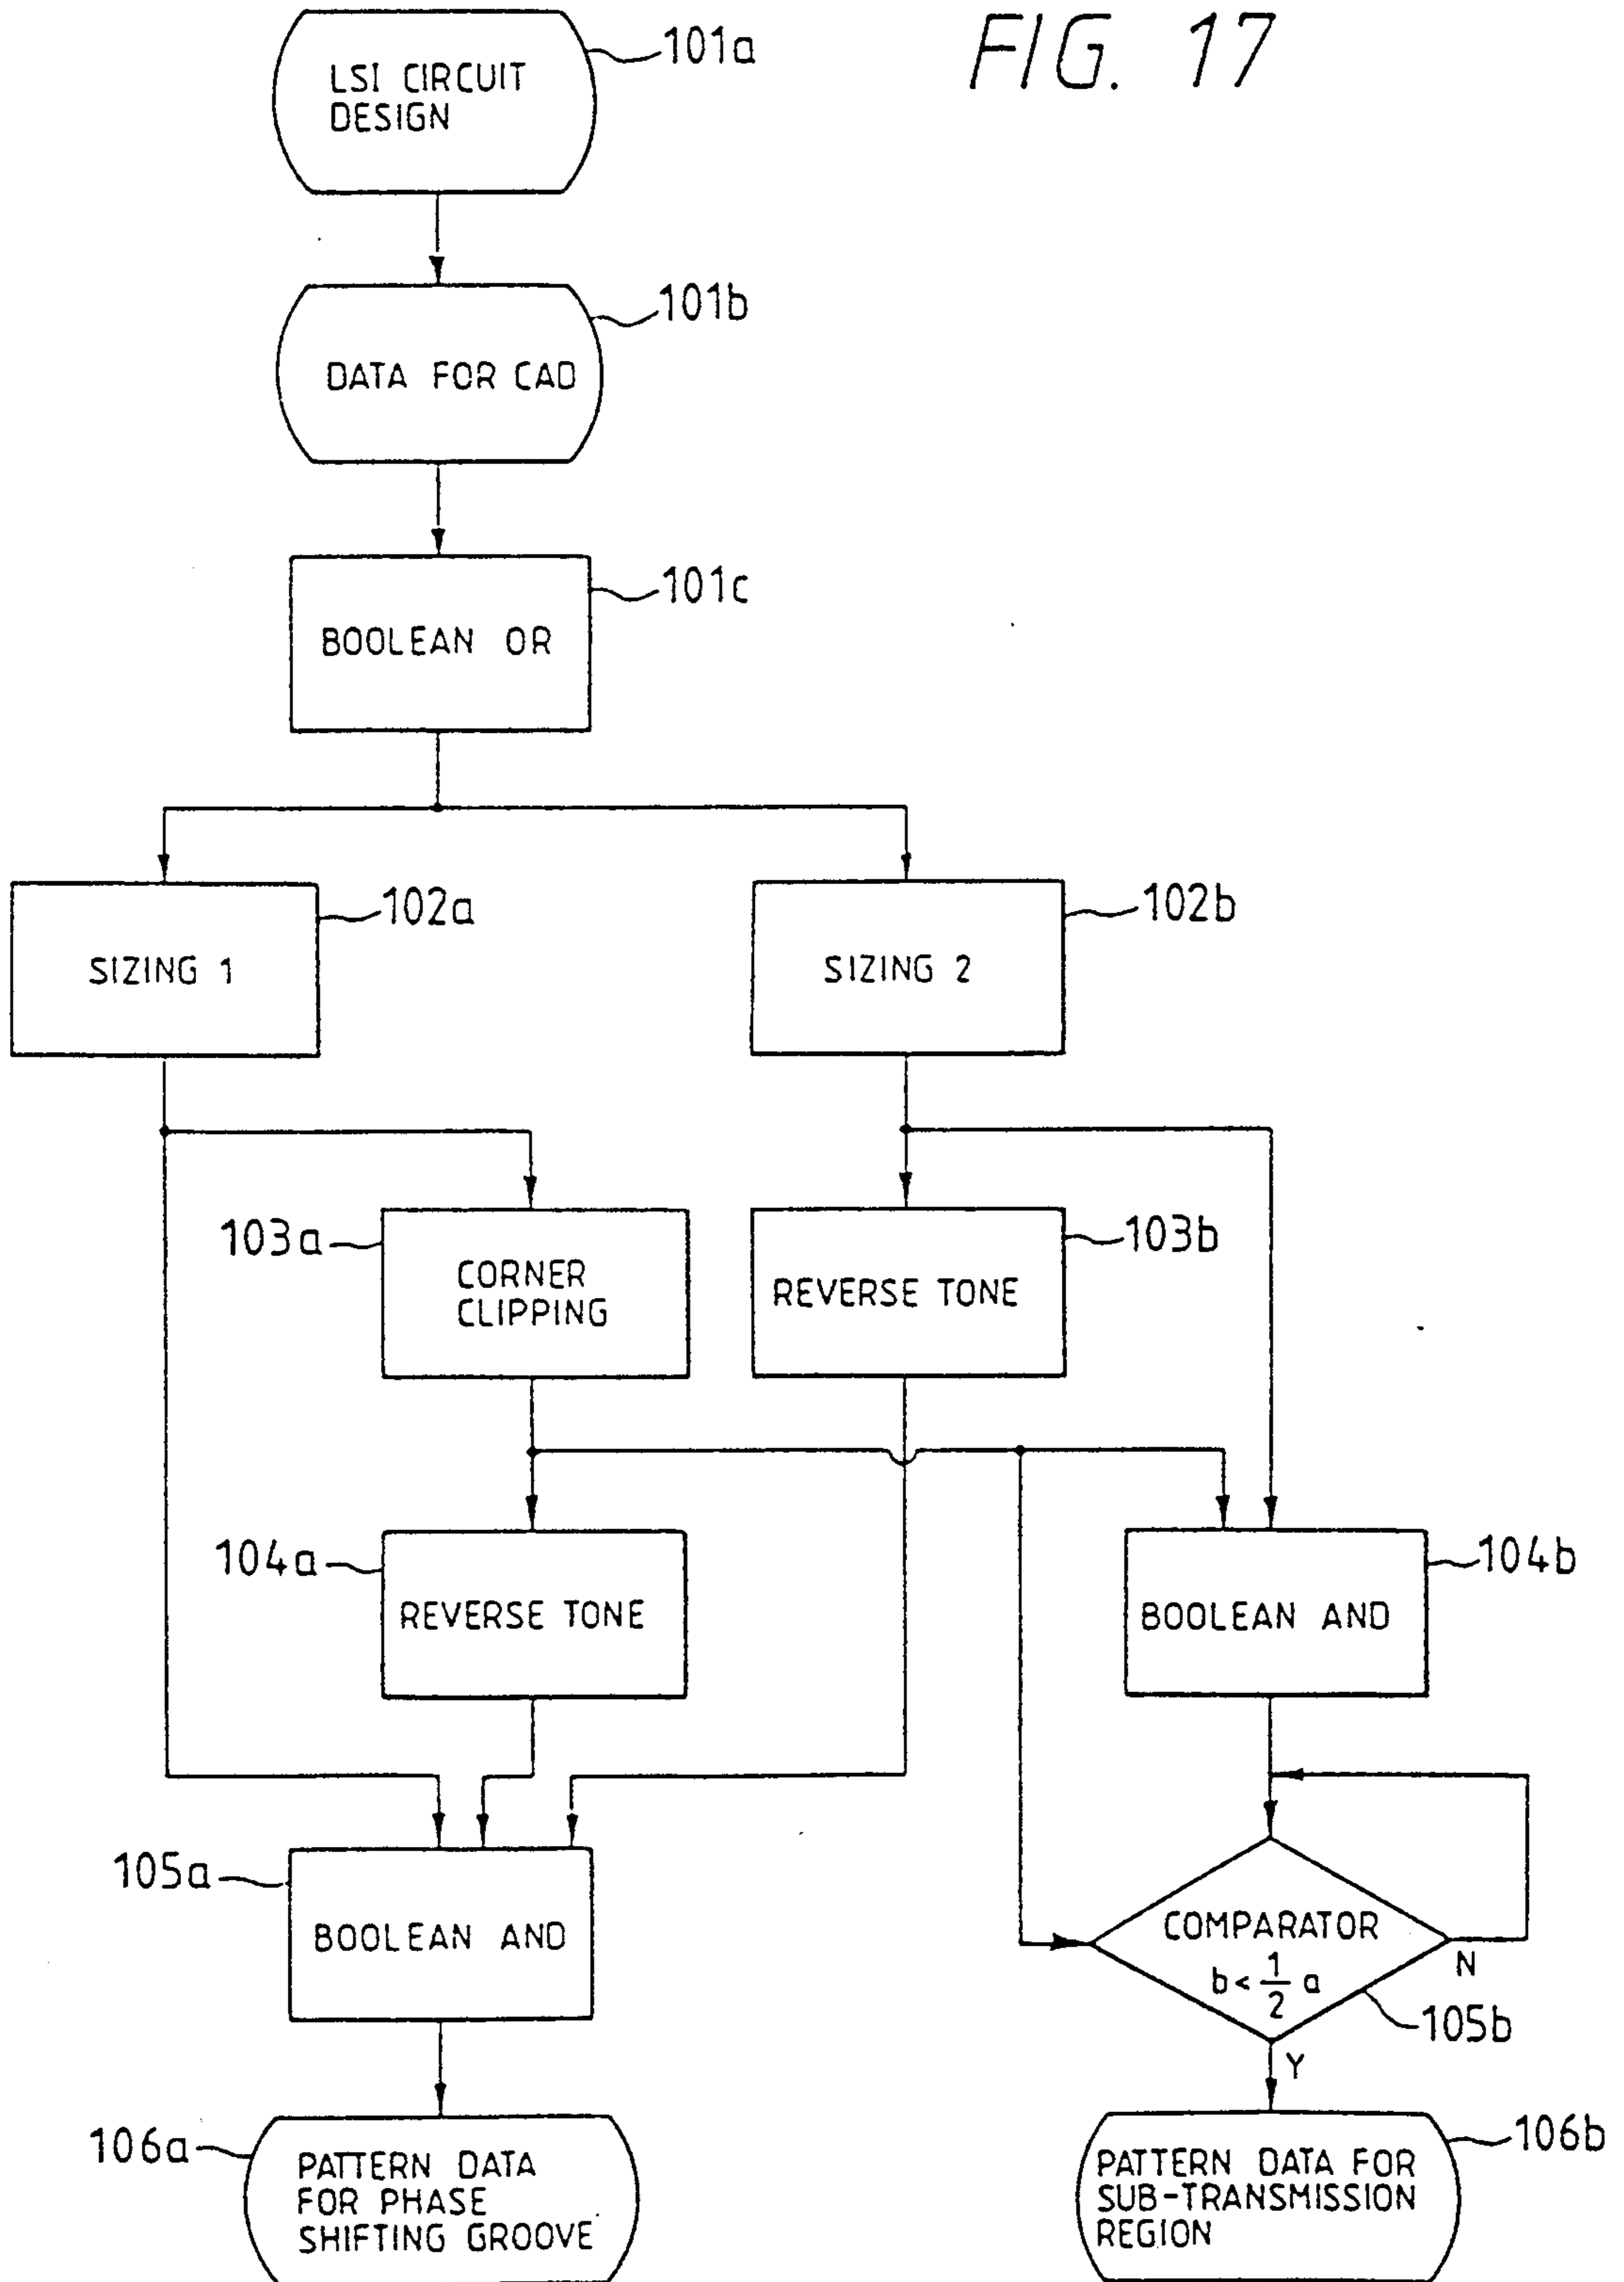 FIG. 17
101a
LSI CIRCUIT
DESIGN
101b
DATA FOR CAD
101c
BOOLEAN OR
102a
SIZING 1
102b
SIZING 2
103a
CORNER
CLIPPING
103b
REVERSE TONE
104a
REVERSE TONE
104b
BOOLEAN AND
105a
BOOLEAN AND
COMPARATOR
b < 1/2 a
N
105b
Y
106a
PATTERN DATA
FOR PHASE
SHIFTING GROOVE
106b
PATTERN DATA FOR
SUB-TRANSMISSION
REGION